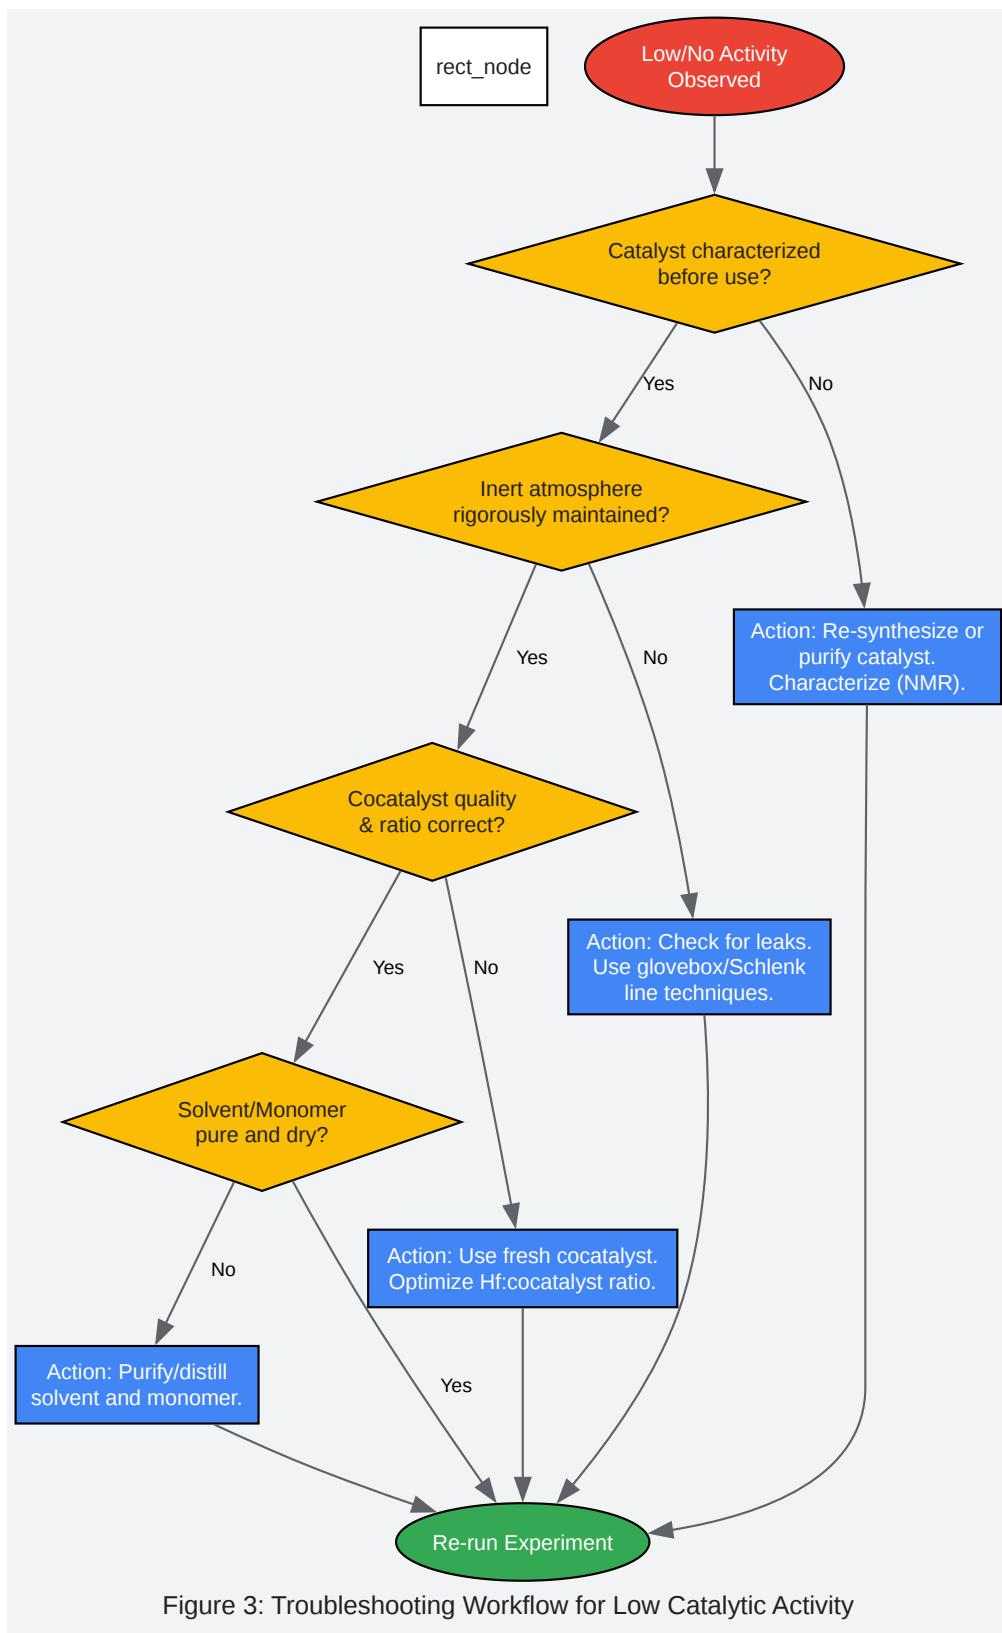 rect_node
Low/No Activity
Observed
Catalyst characterized
before use?
Yes
No
Inert atmosphere
rigorously maintained?
Yes
No
Action: Re-synthesize or
purify catalyst.
Characterize (NMR).
Cocatalyst quality
& ratio correct?
Yes
No
Action: Check for leaks.
Use glovebox/Schlenk
line techniques.
Solvent/Monomer
pure and dry?
No
Yes
Action: Use fresh cocatalyst.
Optimize Hf:cocatalyst ratio.
Action: Purify/distill
solvent and monomer.
Re-run Experiment
Figure 3: Troubleshooting Workflow for Low Catalytic Activity